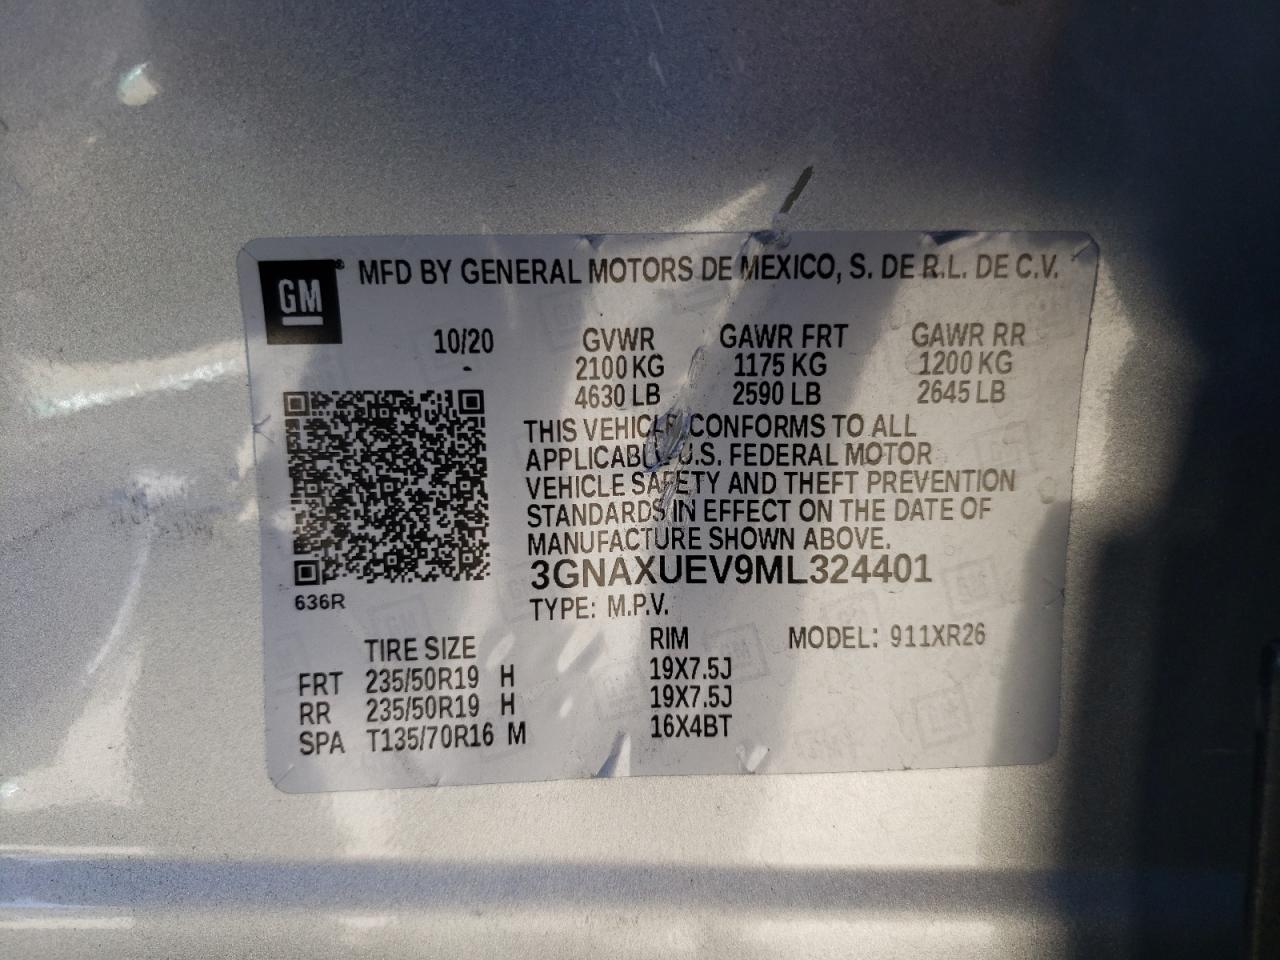 GM® MFD BY GENERAL MOTORS DE MEXICO, S. DE R.L. DE C.V.
10/20 GVWR GAWR FRT GAWR RR
2100 KG 1175 KG 1200 KG
4630 LB 2590 LB 2645 LB
THIS VEHICLE CONFORMS TO ALL
APPLICABLE U.S. FEDERAL MOTOR
VEHICLE SAFETY AND THEFT PREVENTION
STANDARDS IN EFFECT ON THE DATE OF
MANUFACTURE SHOWN ABOVE.
3GNAXUEV9ML324401
636R
TYPE: M.P.V.
TIRE SIZE RIM MODEL: 911XR26
FRT 235/50R19 H 19X7.5J
RR 235/50R19 H 19X7.5J
SPA T135/70R16 M 16X4BT